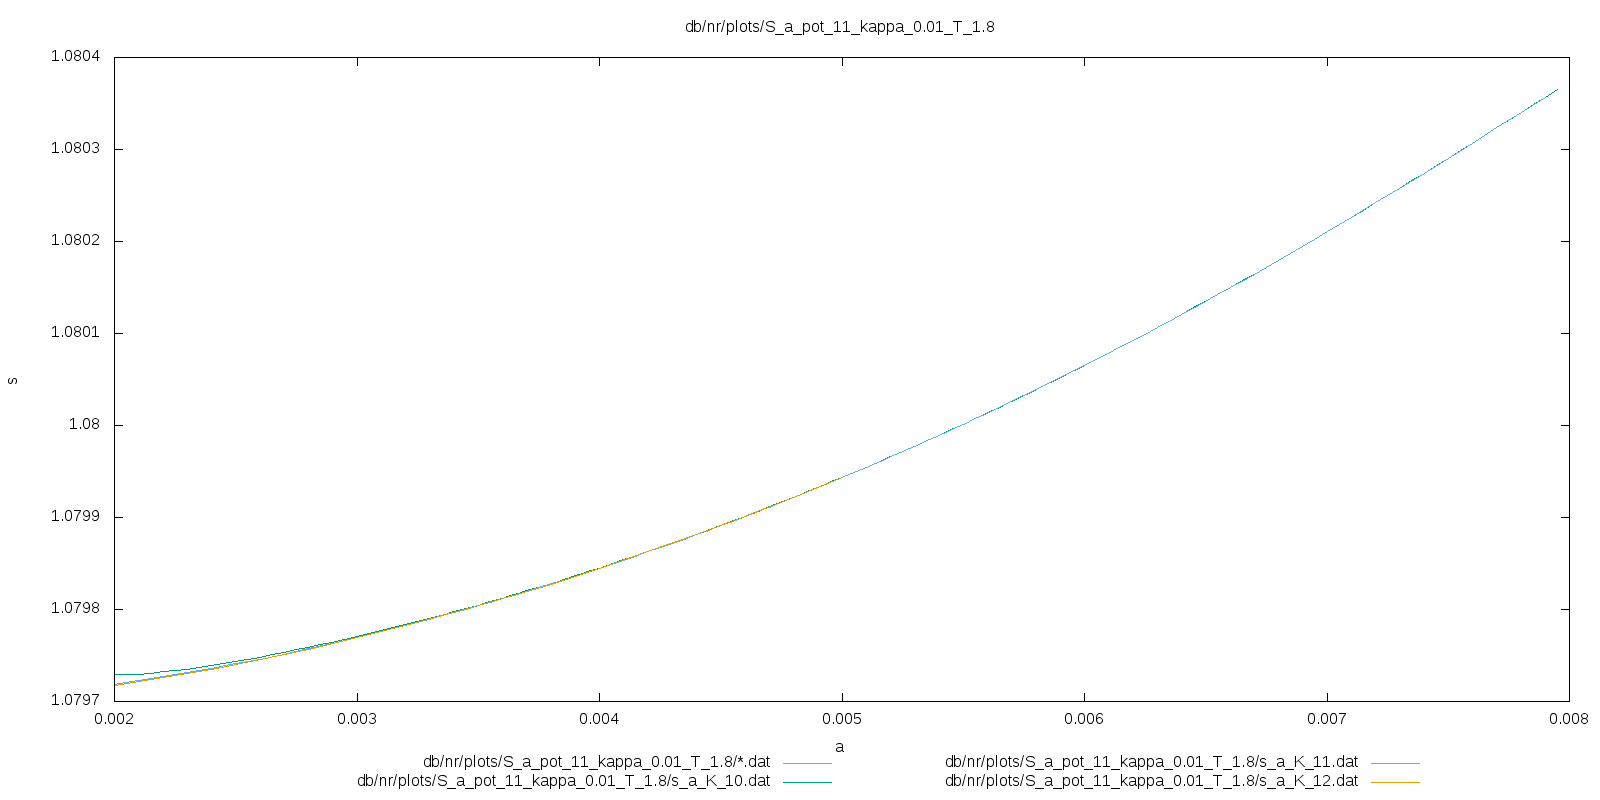 db/nr/plots/S_a_pot_11_kappa_0.01_T_1.8
1.0804
1.0803
1.0802
1.0801
1.08
1.0799
1.0798
1.0797
s
0.002 0.003 0.004 0.005 0.006 0.007 0.008
a
db/nr/plots/S_a_pot_11_kappa_0.01_T_1.8/*.dat db/nr/plots/S_a_pot_11_kappa_0.01_T_1.8/s_a_K_11.dat
db/nr/plots/S_a_pot_11_kappa_0.01_T_1.8/s_a_K_10.dat db/nr/plots/S_a_pot_11_kappa_0.01_T_1.8/s_a_K_12.dat